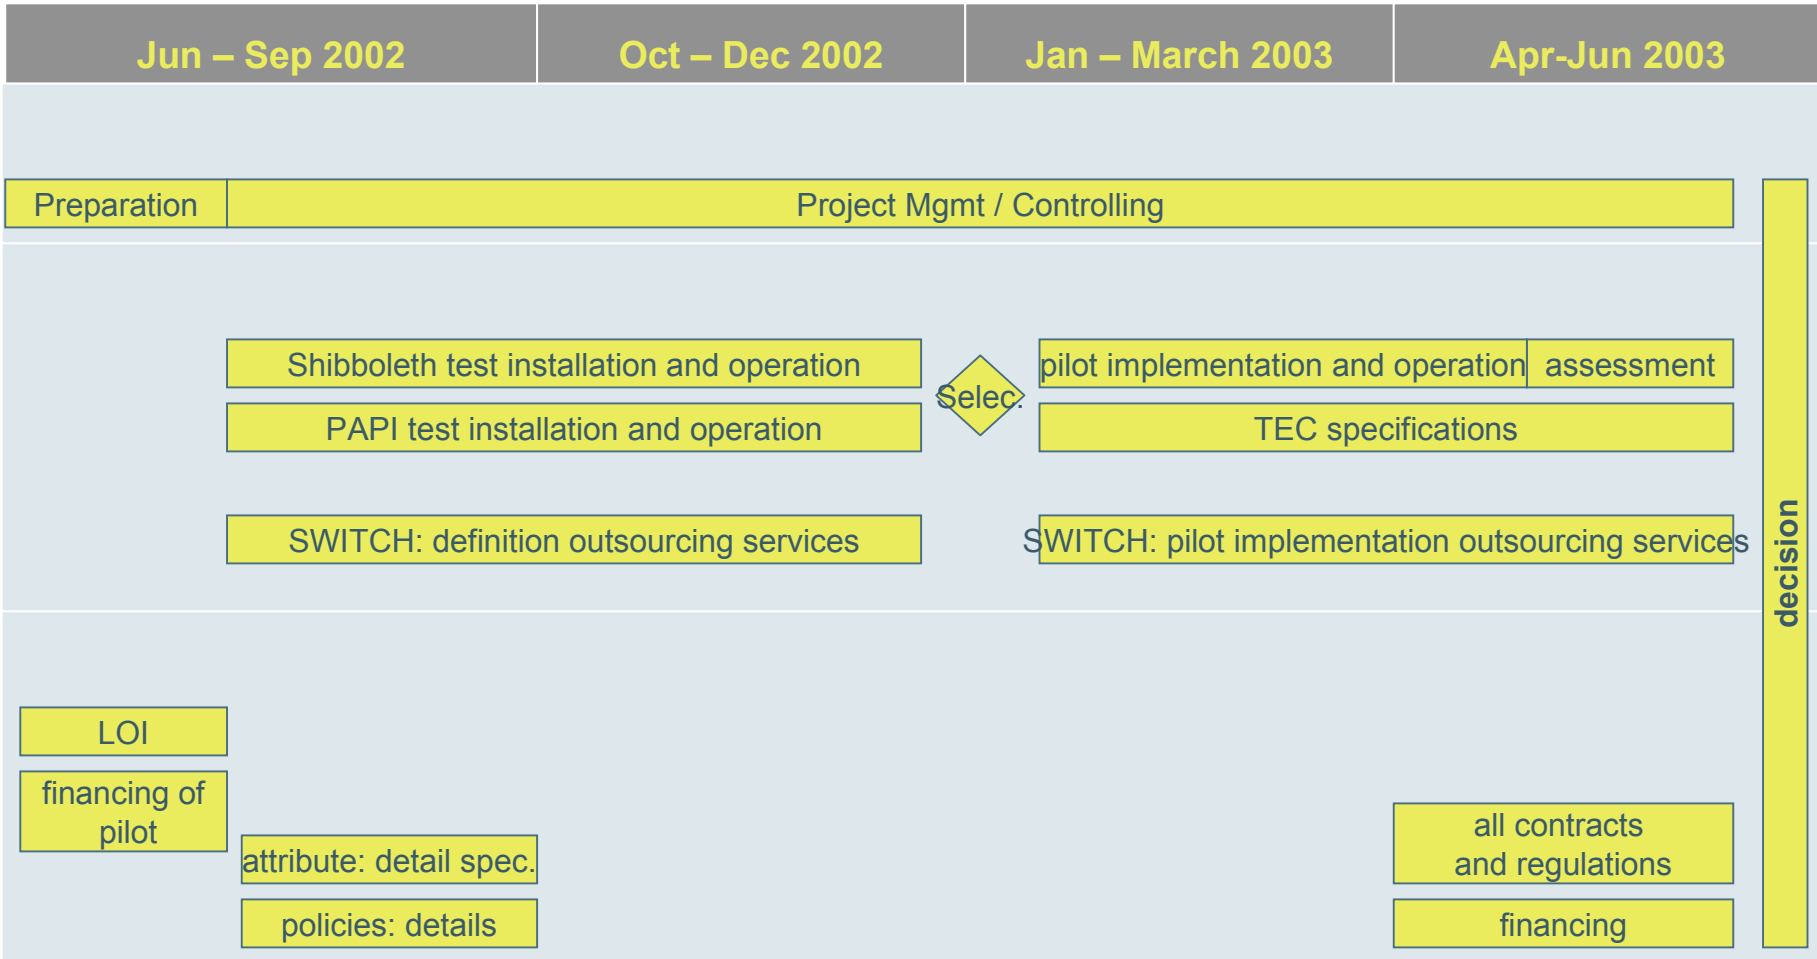 Jun – Sep 2002
Oct – Dec 2002
Jan – March 2003
Apr-Jun 2003
Preparation
Project Mgmt / Controlling
Shibboleth test installation and operation
pilot implementation and operation
assessment
Selec.
PAPI test installation and operation
TEC specifications
SWITCH: definition outsourcing services
SWITCH: pilot implementation outsourcing services
decision
LOI
financing of
pilot
attribute: detail spec.
policies: details
all contracts
and regulations
financing